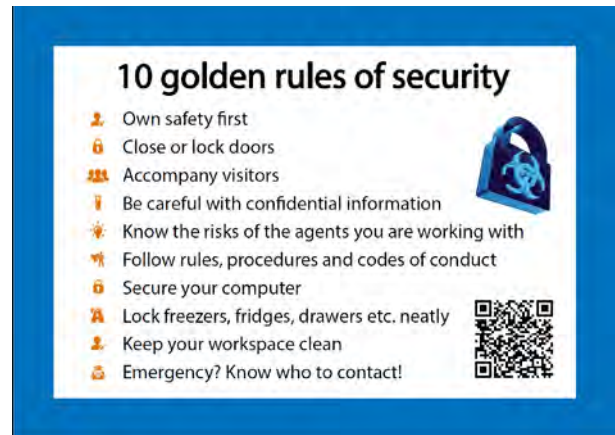 10 golden rules of security
Own safety first
Close or lock doors
Accompany visitors
Be careful with confidential information
Know the risks of the agents you are working with
Follow rules, procedures and codes of conduct
Secure your computer
Lock freezers, fridges, drawers etc. neatly
Keep your workspace clean
Emergency? Know who to contact!